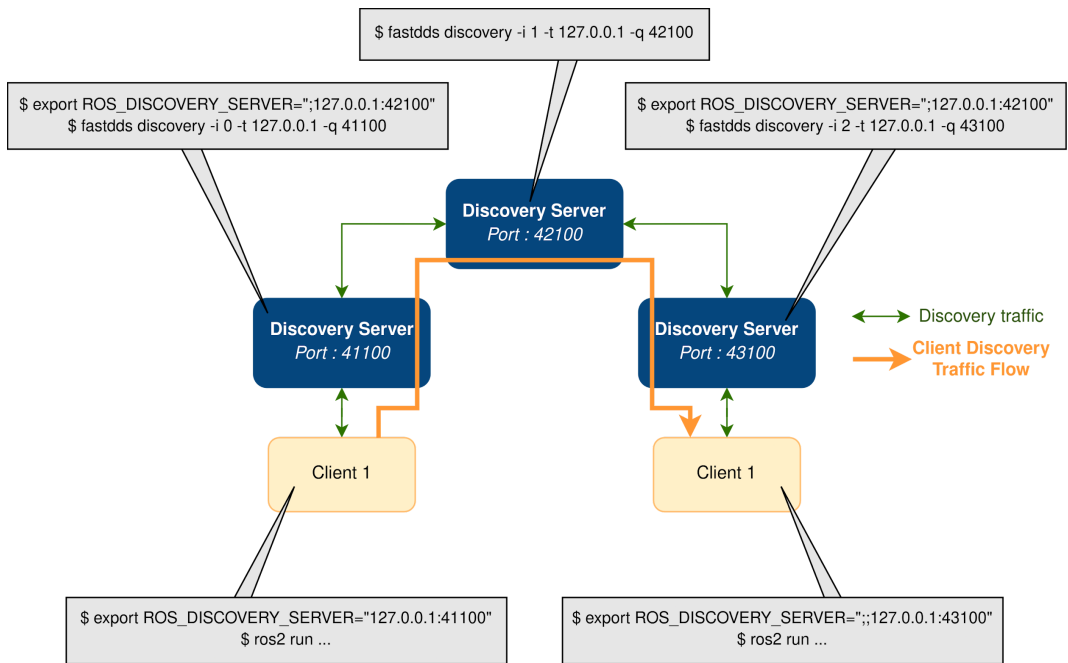 $ fastdds discovery -i 1 -t 127.0.0.1 -q 42100
$ export ROS_DISCOVERY_SERVER=";127.0.0.1:42100"
$ fastdds discovery -i 0 -t 127.0.0.1 -q 41100
$ export ROS_DISCOVERY_SERVER=";127.0.0.1:42100"
$ fastdds discovery -i 2 -t 127.0.0.1 -q 43100
Discovery Server
Port : 42100
Discovery Server
Port : 41100
Discovery Server
Port : 43100
Discovery traffic
Client Discovery
Traffic Flow
Client 1
Client 1
$ export ROS_DISCOVERY_SERVER="127.0.0.1:41100"
$ ros2 run ...
$ export ROS_DISCOVERY_SERVER=";;127.0.0.1:43100"
$ ros2 run ...